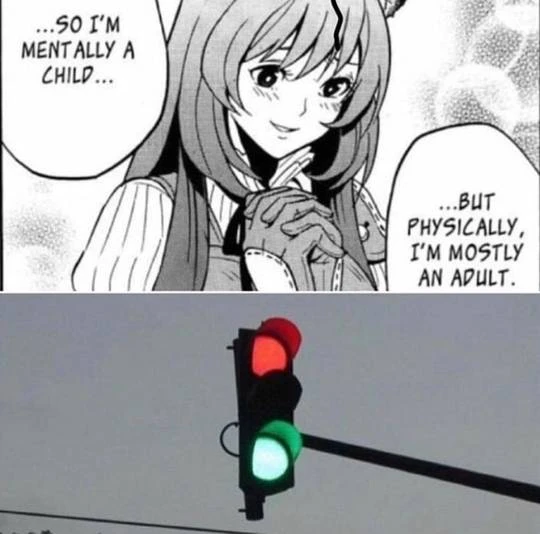 ...SO I'M
MENTALLY A
CHILD...
...BUT
PHYSICALLY,
I'M MOSTLY
AN ADULT.